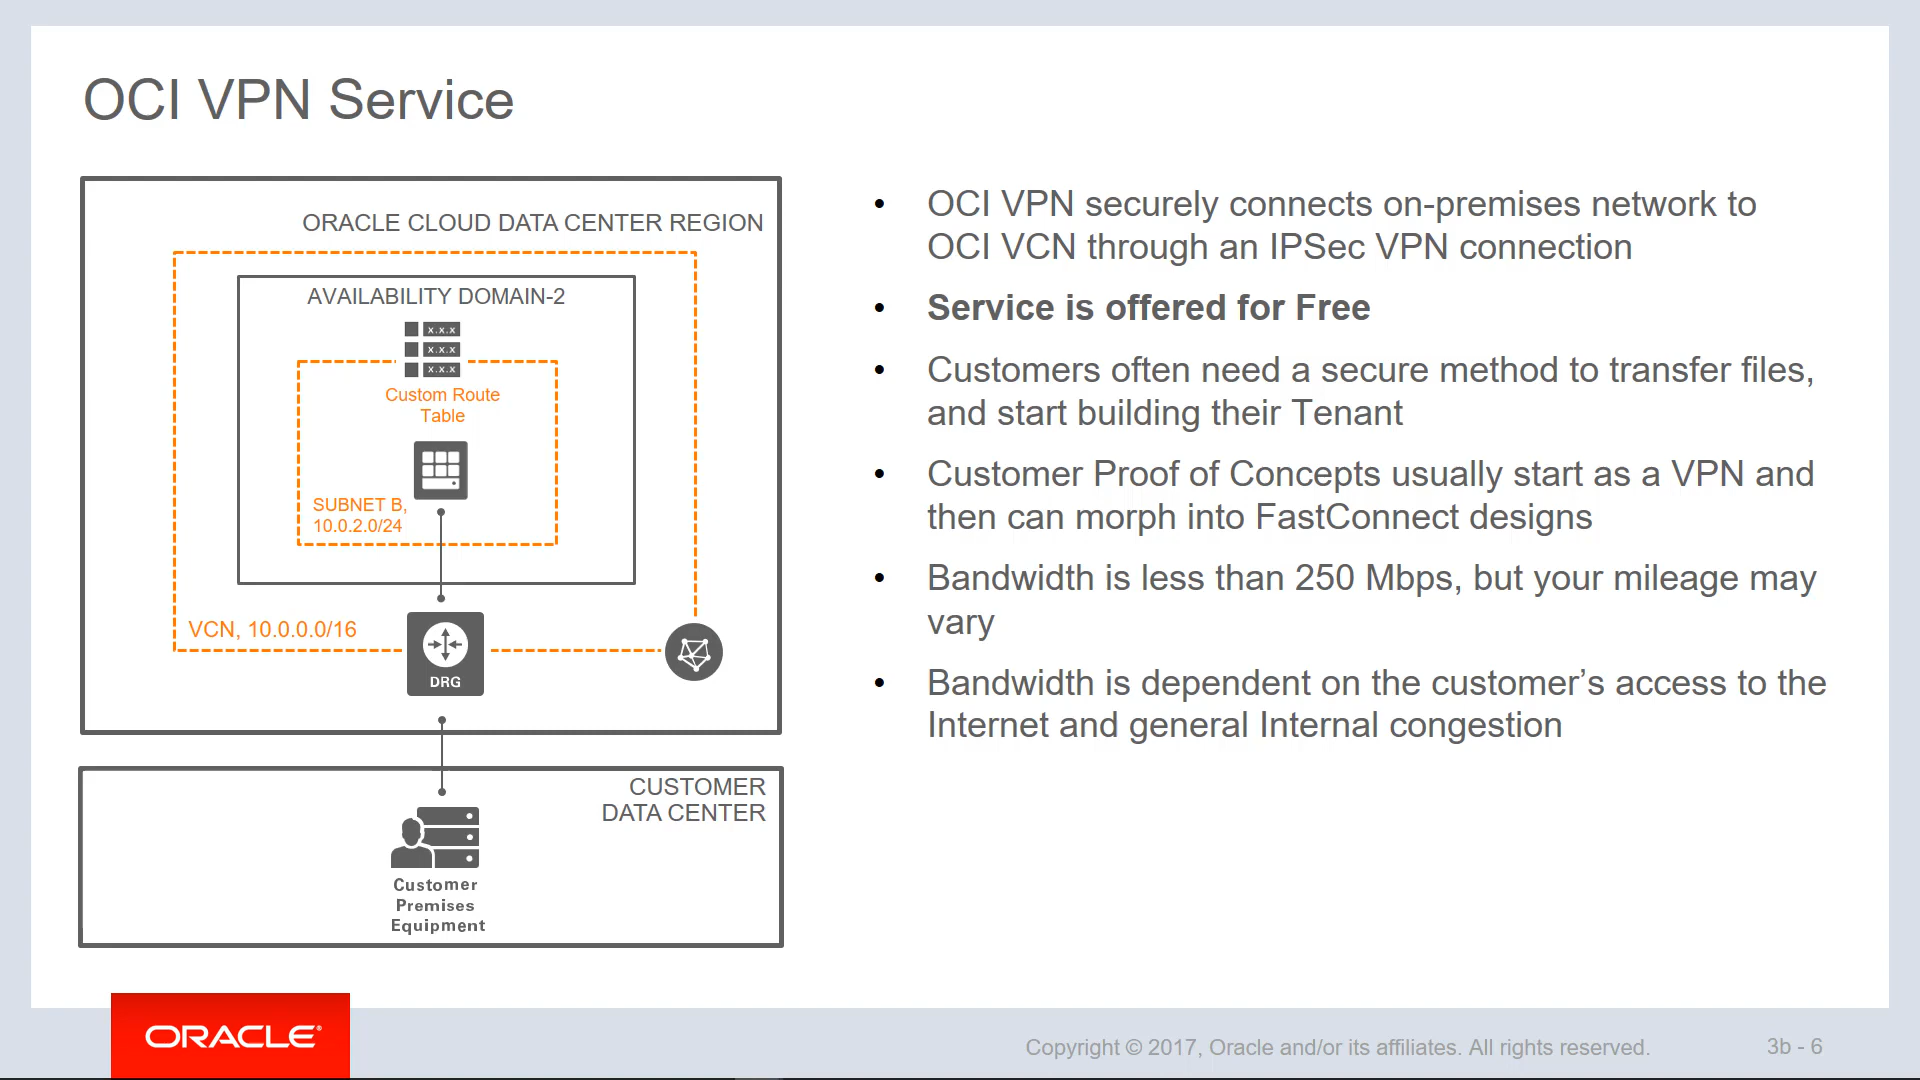 OCI VPN Service
ORACLE CLOUD DATA CENTER REGION
AVAILABILITY DOMAIN-2
x.x.x
x.x.x
x.x.x
Custom Route
Table
SUBNET B,
10.0.2.0/24
VCN, 10.0.0.0/16
DRG
CUSTOMER
DATA CENTER
Customer
Premises
Equipment
• OCI VPN securely connects on-premises network to
OCI VCN through an IPSec VPN connection
• Service is offered for Free
• Customers often need a secure method to transfer files,
and start building their Tenant
• Customer Proof of Concepts usually start as a VPN and
then can morph into FastConnect designs
• Bandwidth is less than 250 Mbps, but your mileage may
vary
• Bandwidth is dependent on the customer’s access to the
Internet and general Internal congestion
ORACLE®
Copyright © 2017, Oracle and/or its affiliates. All rights reserved.
3b - 6